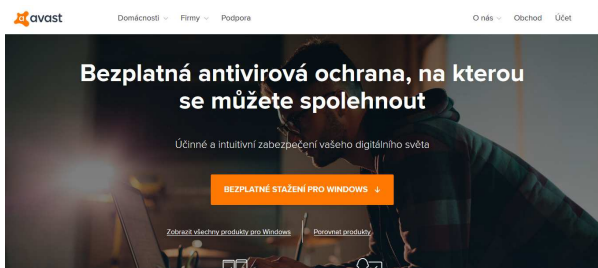 avast
Domácnosti Firmy Podpora O nás Obchod Účet
Bezplatná antivirová ochrana, na kterou
se můžete spolehnout
Účinné a intuitivní zabezpečení vašeho digitálního světa
BEZPLATNÉ STAŽENÍ PRO WINDOWS ↓
Zobrazit všechny produkty pro Windows Porovnat produkty